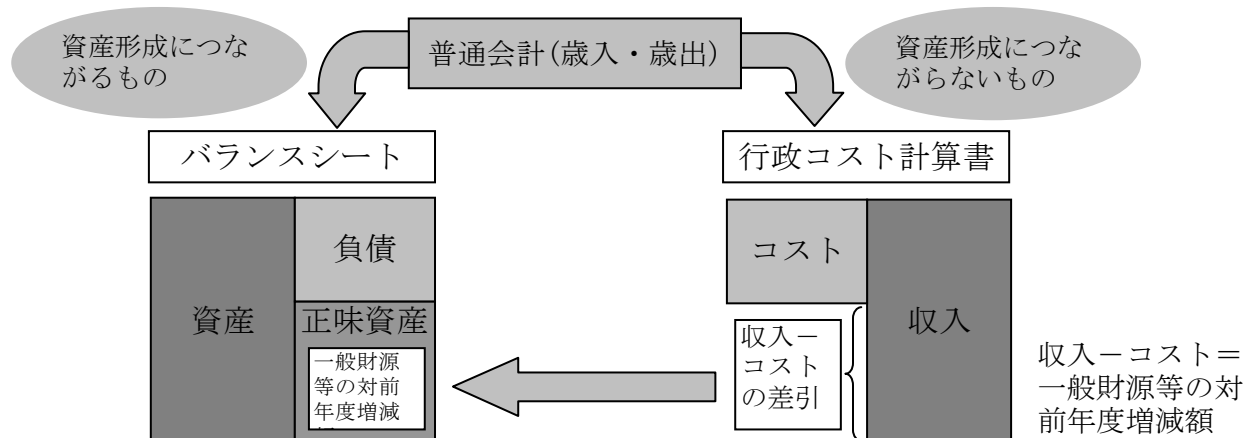 資産形成につな
がるもの
普通会計(歳入・歳出)
資産形成につな
がらないもの
バランスシート
行政コスト計算書
資産
負債
正味資産
一般財源
等の対前
年度増減
コスト
収入－
コスト
の差引
収入
収入－コスト＝
一般財源等の対
前年度増減額